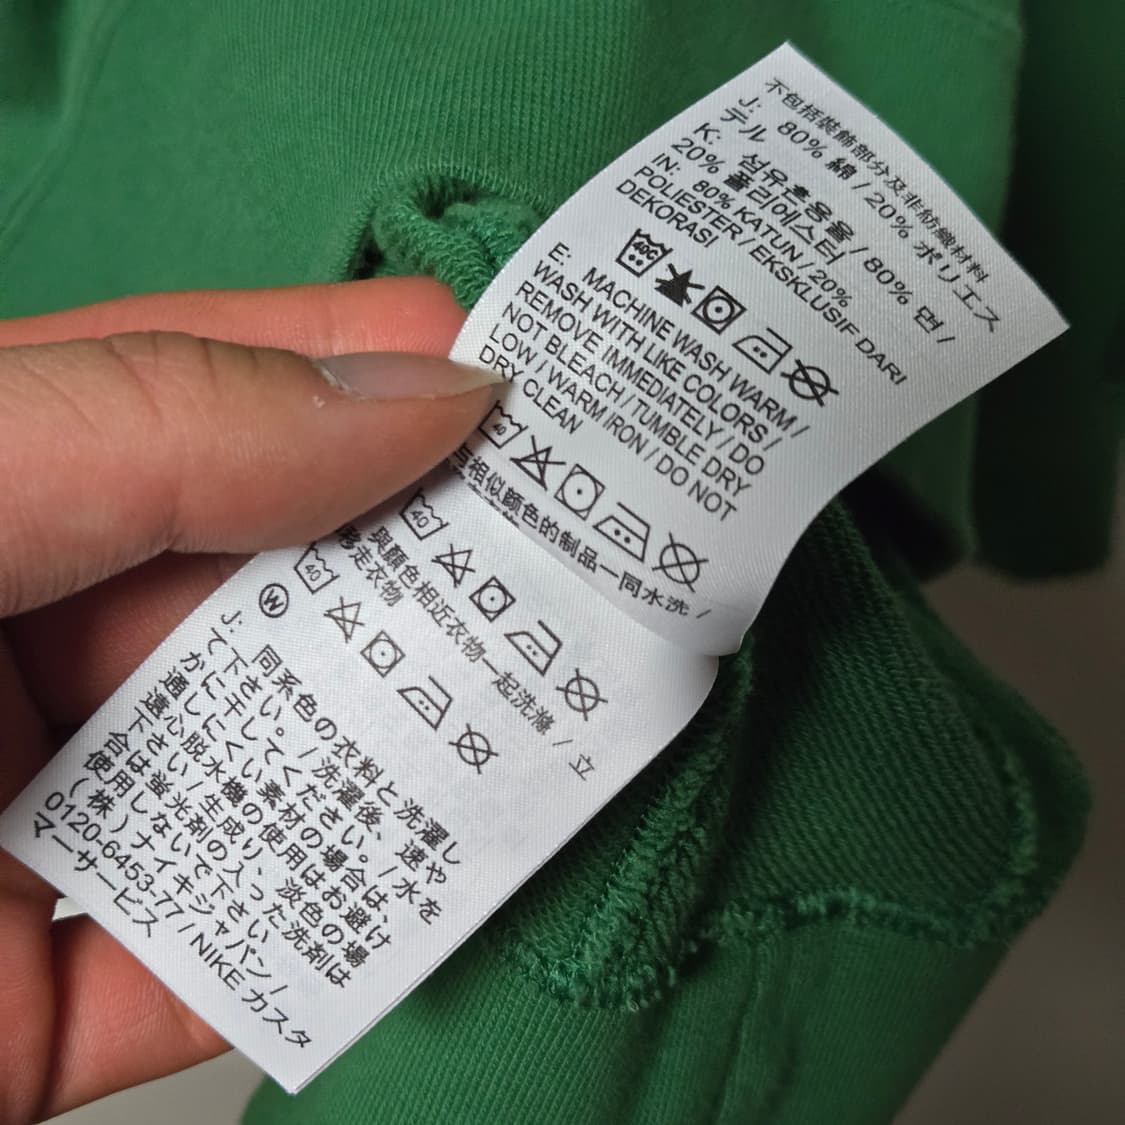 不包括裝飾部分及非紡織材料
J: 80% 綿 / 20% ポリエス
テル
K: 섬유혼용율 / 80% 면 /
20% 폴리에스터
IN: 80% KATUN / 20%
POLIESTER / EKSKLUSIF DARI
DEKORASI
40C
E: MACHINE WASH WARM /
WASH WITH LIKE COLORS /
REMOVE IMMEDIATELY / DO
NOT BLEACH / TUMBLE DRY
LOW / WARM IRON / DO NOT
DRY CLEAN
40
与相似颜色的制品一同水洗 /
40
與顏色相近衣物一起洗滌 / 立
移走衣物
40
W
J: 同系色の衣料と洗濯し
て下さい。/ 洗濯後、速や
かに干してください。/ 水を
通しにくい素材の場合は、
遠心脱水機の使用はお避け
下さい / 生成り、淡色の場
合は蛍光剤の入った洗剤は
使用しないで下さい
(株) ナイキジャパン /
0120-6453-77 / NIKE カスタ
マーサービス